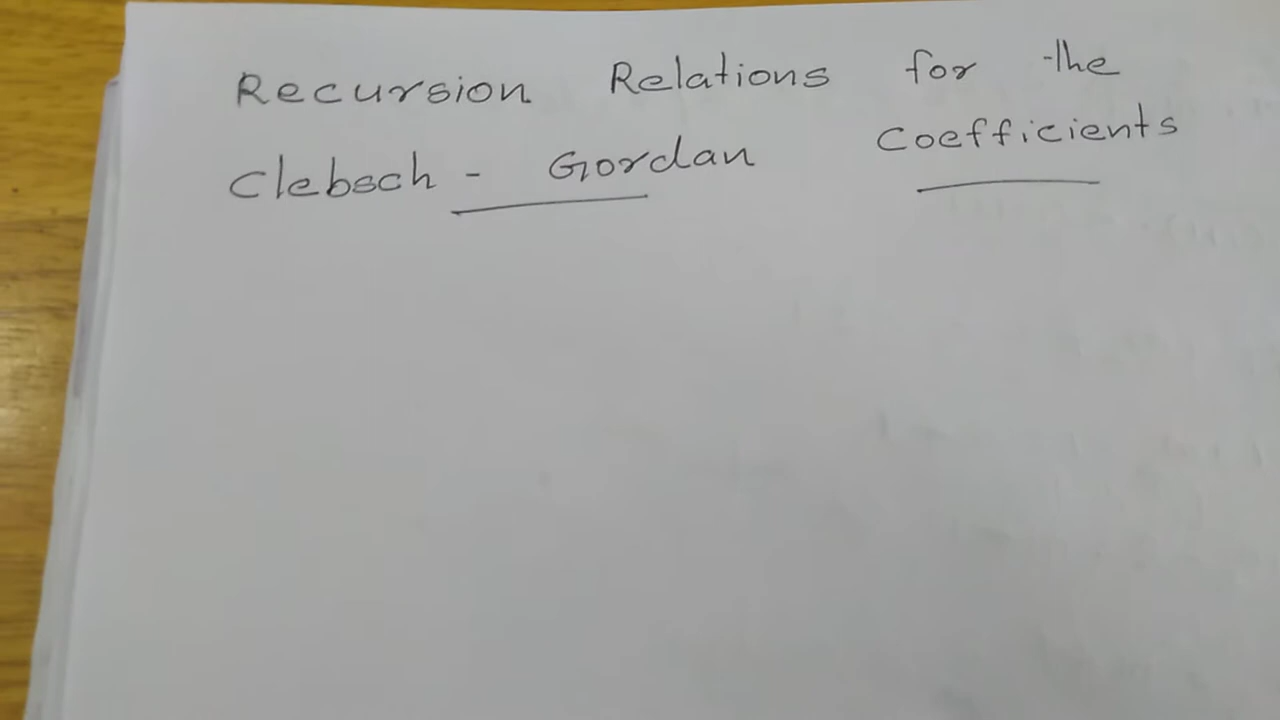 Recursion Relations for the
Clebsch - Gordan Coefficients